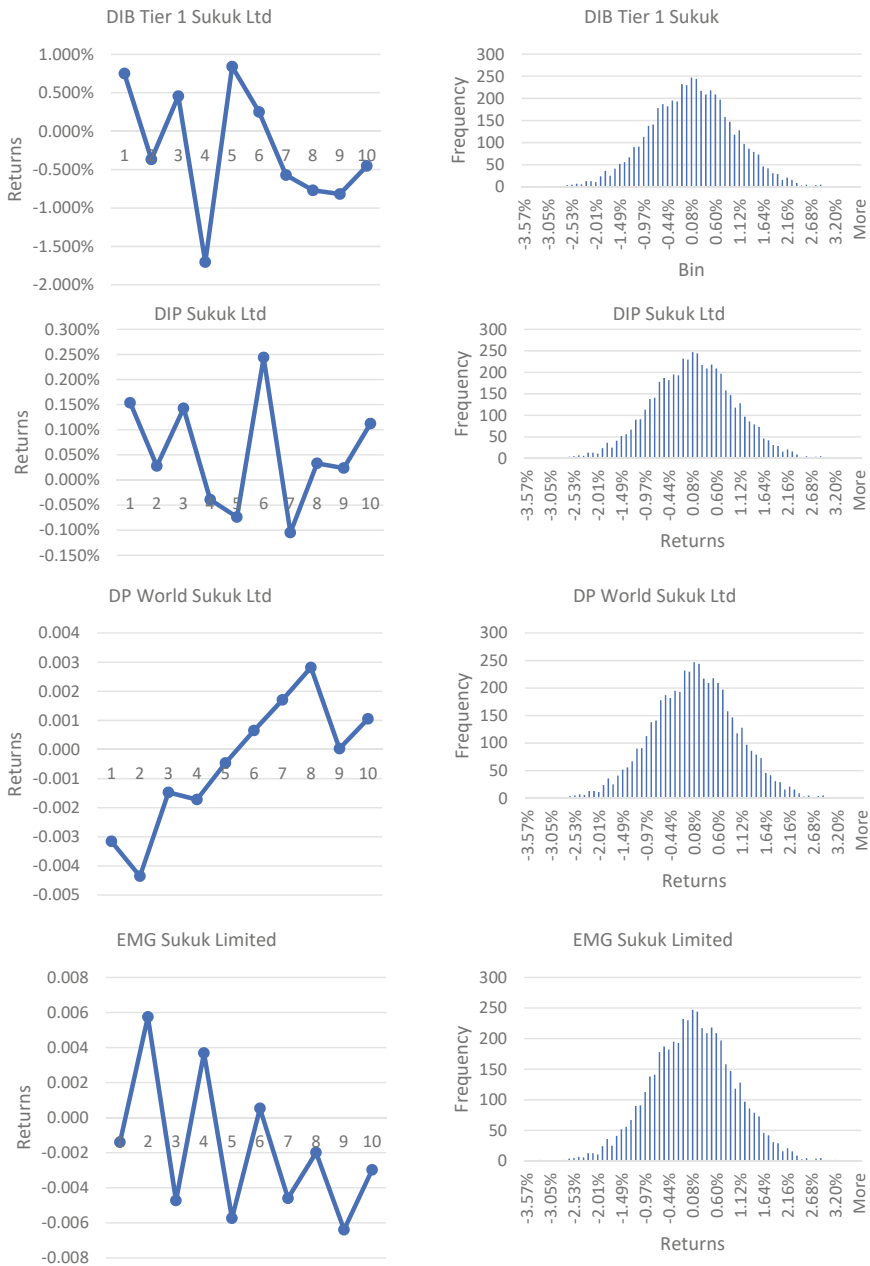 DIB Tier 1 Sukuk Ltd
1.000%
0.500%
0.000%
-0.500%
-1.000%
-1.500%
-2.000%
Returns
1 2 3 4 5 6 7 8 9 10
DIB Tier 1 Sukuk
300
250
200
150
100
50
0
Frequency
-3.57% -3.05% -2.53% -2.01% -1.49% -0.97% -0.44% 0.08% 0.60% 1.12% 1.64% 2.16% 2.68% 3.20% More
Bin
DIP Sukuk Ltd
0.300%
0.250%
0.200%
0.150%
0.100%
0.050%
0.000%
-0.050%
-0.100%
-0.150%
Returns
1 2 3 4 5 6 7 8 9 10
DIP Sukuk Ltd
300
250
200
150
100
50
0
Frequency
-3.57% -3.05% -2.53% -2.01% -1.49% -0.97% -0.44% 0.08% 0.60% 1.12% 1.64% 2.16% 2.68% 3.20% More
Returns
DP World Sukuk Ltd
0.004
0.003
0.002
0.001
0.000
-0.001
-0.002
-0.003
-0.004
-0.005
Returns
1 2 3 4 5 6 7 8 9 10
DP World Sukuk Ltd
300
250
200
150
100
50
0
Frequency
-3.57% -3.05% -2.53% -2.01% -1.49% -0.97% -0.44% 0.08% 0.60% 1.12% 1.64% 2.16% 2.68% 3.20% More
Returns
EMG Sukuk Limited
0.008
0.006
0.004
0.002
0.000
-0.002
-0.004
-0.006
-0.008
Returns
1 2 3 4 5 6 7 8 9 10
EMG Sukuk Limited
300
250
200
150
100
50
0
Frequency
-3.57% -3.05% -2.53% -2.01% -1.49% -0.97% -0.44% 0.08% 0.60% 1.12% 1.64% 2.16% 2.68% 3.20% More
Returns